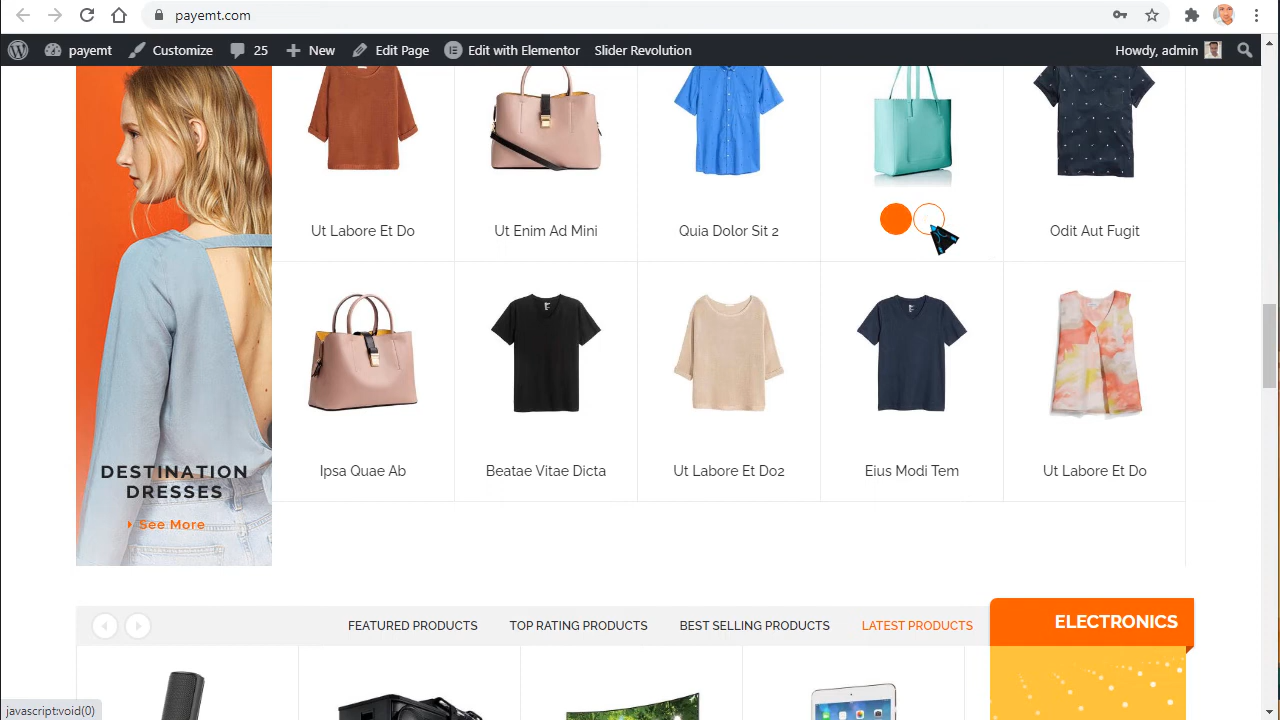 payemt.com
payemt
Customize
25
New
Edit Page
Edit with Elementor
Slider Revolution
Howdy, admin
Ut Labore Et Do
Ut Enim Ad Mini
Quia Dolor Sit 2
Odit Aut Fugit
Ipsa Quae Ab
Beatae Vitae Dicta
Ut Labore Et Do2
Eius Modi Tem
Ut Labore Et Do
DESTINATION
DRESSES
See More
FEATURED PRODUCTS
TOP RATING PRODUCTS
BEST SELLING PRODUCTS
LATEST PRODUCTS
ELECTRONICS
javascript:void(0)